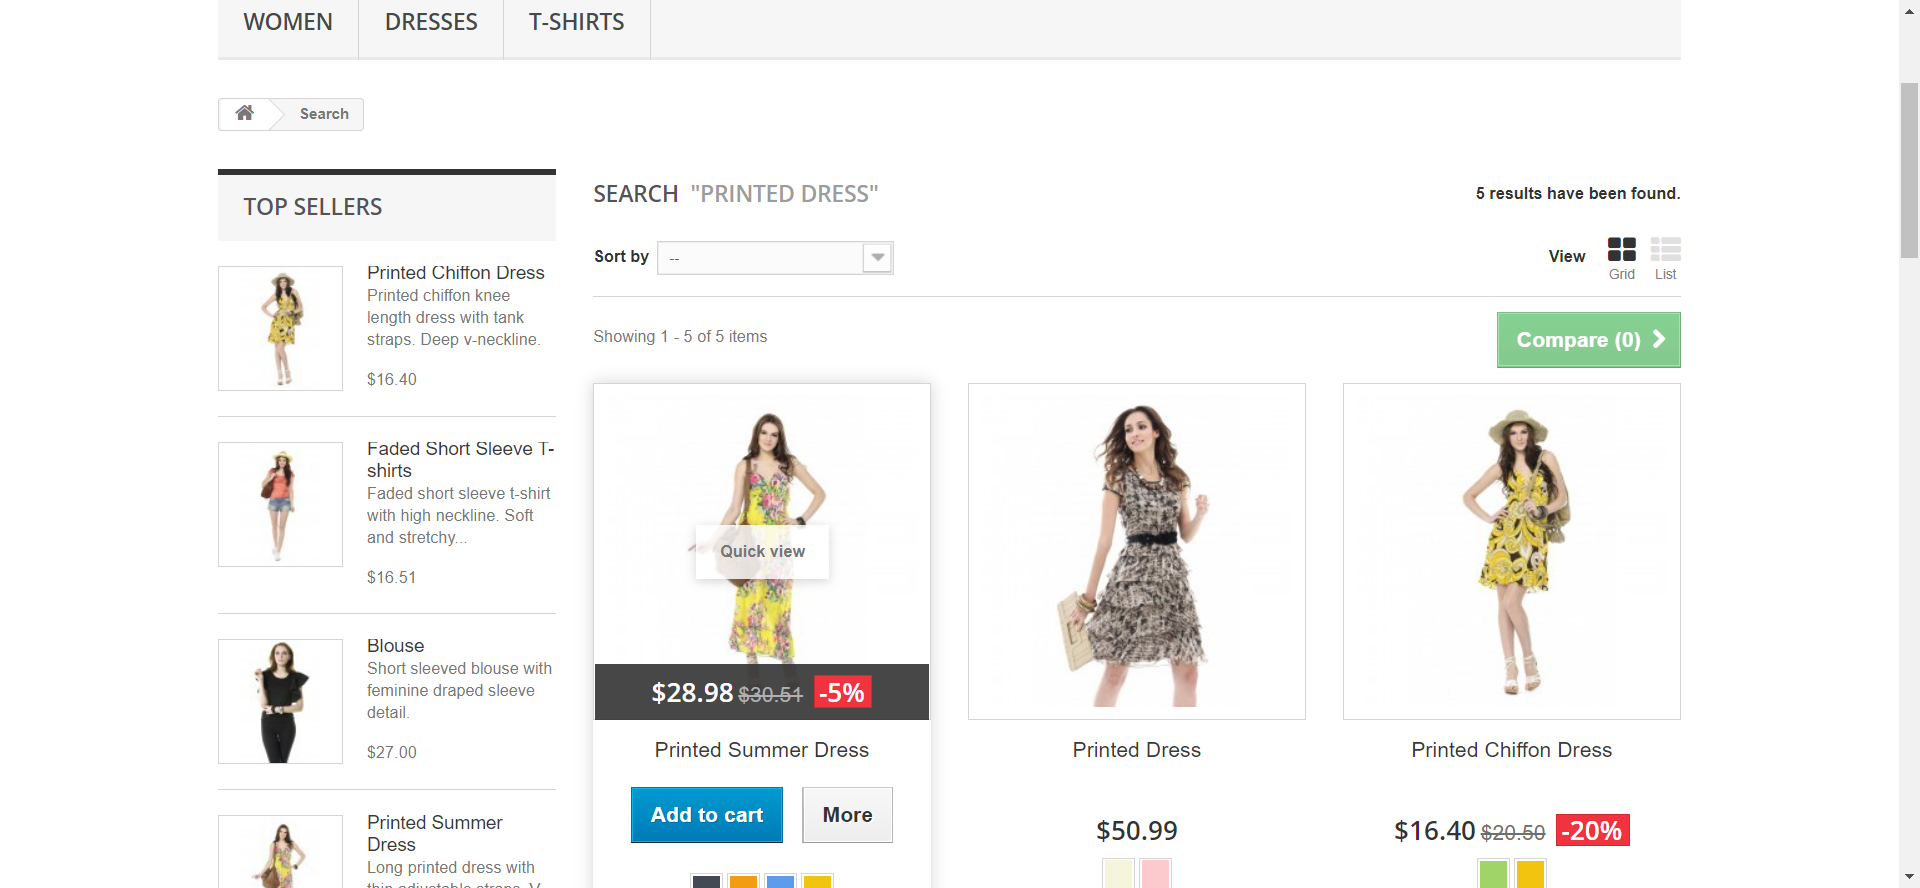 WOMEN
DRESSES
T-SHIRTS
Search
TOP SELLERS
Printed Chiffon Dress
Printed chiffon knee
length dress with tank
straps. Deep v-neckline.
$16.40
Faded Short Sleeve T-
shirts
Faded short sleeve t-shirt
with high neckline. Soft
and stretchy...
$16.51
Blouse
Short sleeved blouse with
feminine draped sleeve
detail.
$27.00
Printed Summer
Dress
Long printed dress with
thin adjustable straps. V-
SEARCH "PRINTED DRESS"
5 results have been found.
Sort by
--
View
Grid
List
Showing 1 - 5 of 5 items
Compare (0)
Quick view
$28.98 $30.51 -5%
Printed Summer Dress
Add to cart
More
Printed Dress
$50.99
Printed Chiffon Dress
$16.40 $20.50 -20%